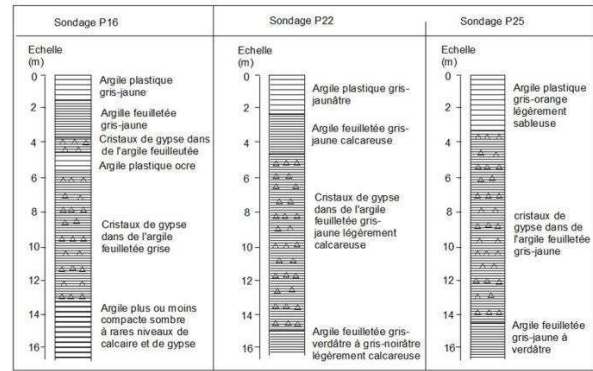 Sondage P16
Echelle
(m)
0
2
4
6
8
10
12
14
16
Argile plastique
gris-jaune
Argille feuilletée
gris-jaune
Cristaux de gypse dans
de l'argile feuilleutée
Argile plastique ocre
Cristaux de gypse
dans de l'argile
feuilletée grise
Argile plus ou moins
compacte sombre
à rares niveaux de
calcaire et de gypse
Sondage P22
Echelle
(m)
0
2
4
6
8
10
12
14
16
Argile plastique gris-
jaunâtre
Argile feuilletée gris-
jaune calcareuse
Cristaux de gypse
dans de l'argile
feuilletée gris-
jaune légèrement
calcareuse
Argile feuilletée gris-
verdâtre à gris-noirâtre
légèrement calcareuse
Sondage P25
Echelle
(m)
0
2
4
6
8
10
12
14
16
Argile plastique
gris-orange
légèrement
sableuse
cristaux de
gypse dans de
l'argile feuilletée
gris-jaune
Argile feuilletée
gris-jaune à
verdâtre